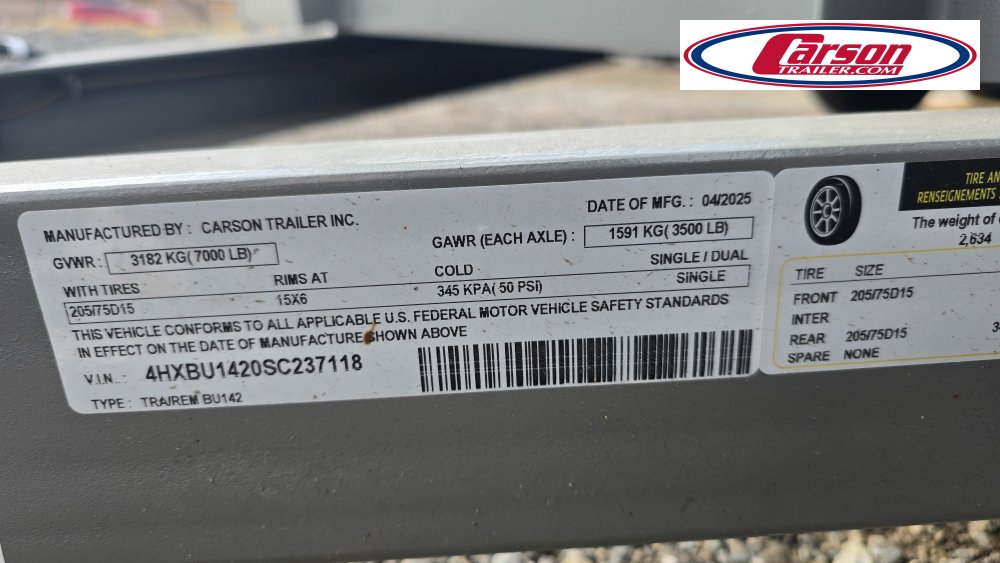 Carson
TRAILER.COM
MANUFACTURED BY : CARSON TRAILER INC.
DATE OF MFG. : 04/2025
GVWR : 3182 KG( 7000 LB)
GAWR (EACH AXLE) : 1591 KG( 3500 LB)
WITH TIRES RIMS AT COLD SINGLE / DUAL
205/75D15 15X6 345 KPA( 50 PSI) SINGLE
THIS VEHICLE CONFORMS TO ALL APPLICABLE U.S. FEDERAL MOTOR VEHICLE SAFETY STANDARDS
IN EFFECT ON THE DATE OF MANUFACTURE SHOWN ABOVE
V.I.N.: 4HXBU1420SC237118
TYPE : TRA/REM BU142
TIRE AN
RENSEIGNEMENTS
The weight of
2,634
TIRE SIZE
FRONT 205/75D15
INTER
REAR 205/75D15
SPARE NONE